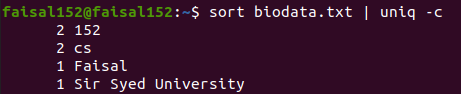 faisal152@faisal152:~$ sort biodata.txt | uniq -c
2 152
2 cs
1 Faisal
1 Sir Syed University